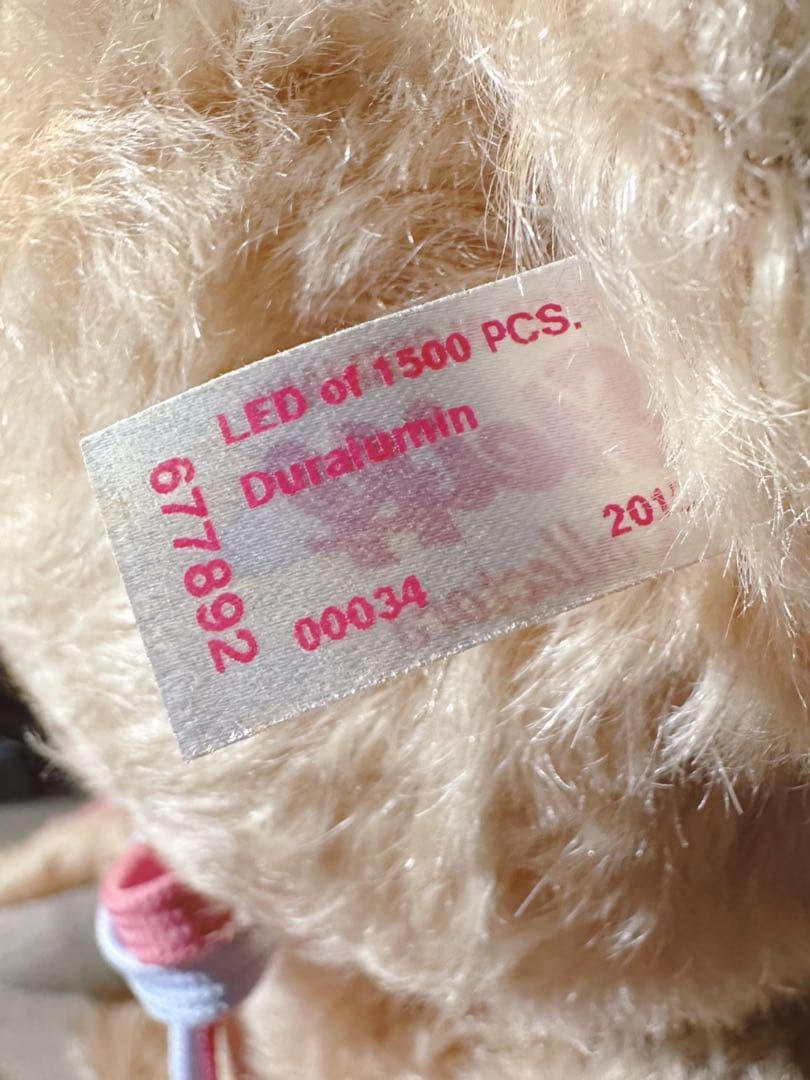 LED of 1500 PCS.
Duralumin
677892
00034